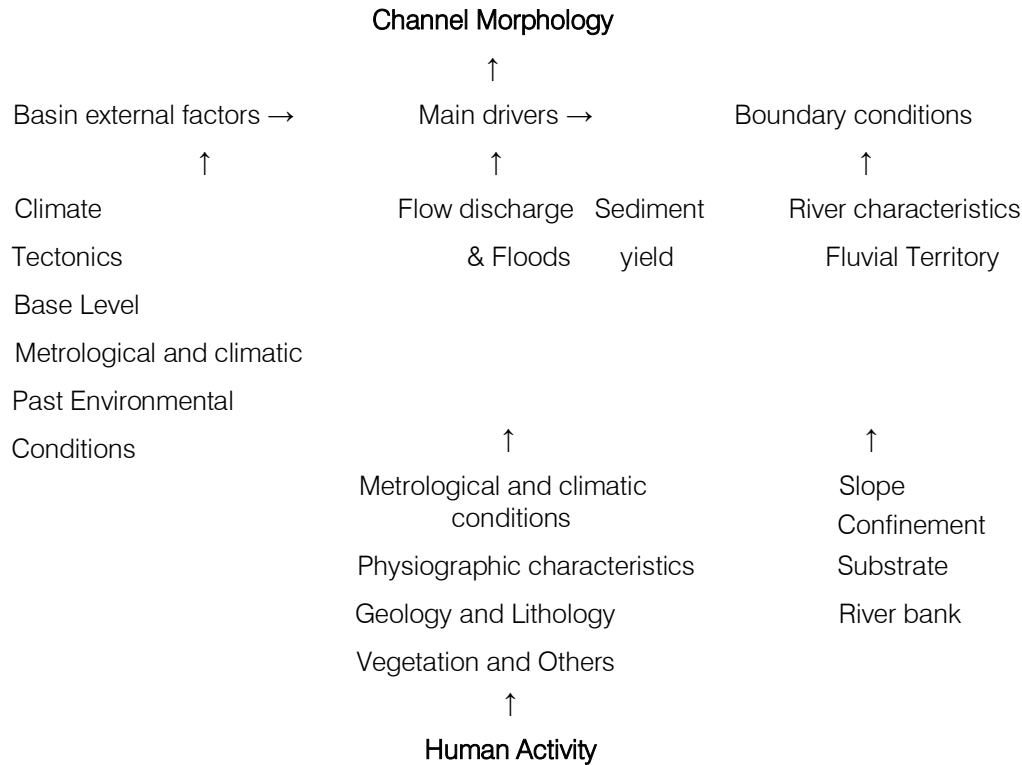 Channel Morphology
↑
Basin external factors → Main drivers → Boundary conditions
↑ ↑ ↑
Climate Flow discharge Sediment River characteristics
Tectonics & Floods yield Fluvial Territory
Base Level
Metrological and climatic
Past Environmental
Conditions ↑ ↑
Metrological and climatic Slope
conditions Confinement
Physiographic characteristics Substrate
Geology and Lithology River bank
Vegetation and Others
↑
Human Activity